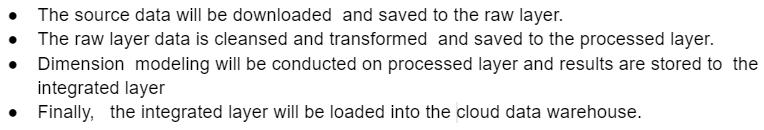 ● The source data will be downloaded and saved to the raw layer.
● The raw layer data is cleansed and transformed and saved to the processed layer.
● Dimension modeling will be conducted on processed layer and results are stored to the
integrated layer
● Finally, the integrated layer will be loaded into the cloud data warehouse.